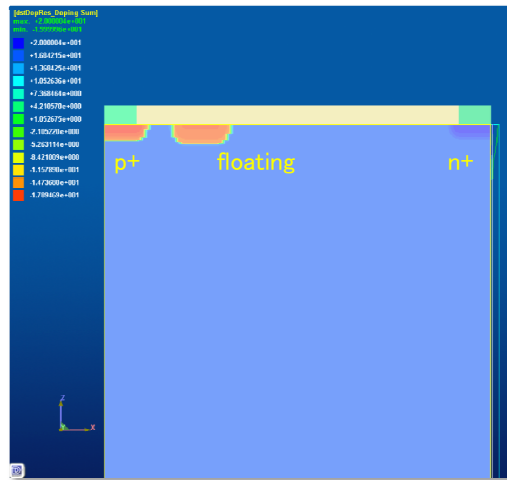 [dstDopRes_Doping Sum]
max. +2.000004e+001
min. -1.999996e+001
+2.000004e+001
+1.684215e+001
+1.368425e+001
+1.052636e+001
+7.368464e+000
+4.210570e+000
+1.052675e+000
-2.105220e+000
-5.263114e+000
-8.421009e+000
-1.157890e+001
-1.473680e+001
-1.789469e+001
p+ floating n+
Z
X